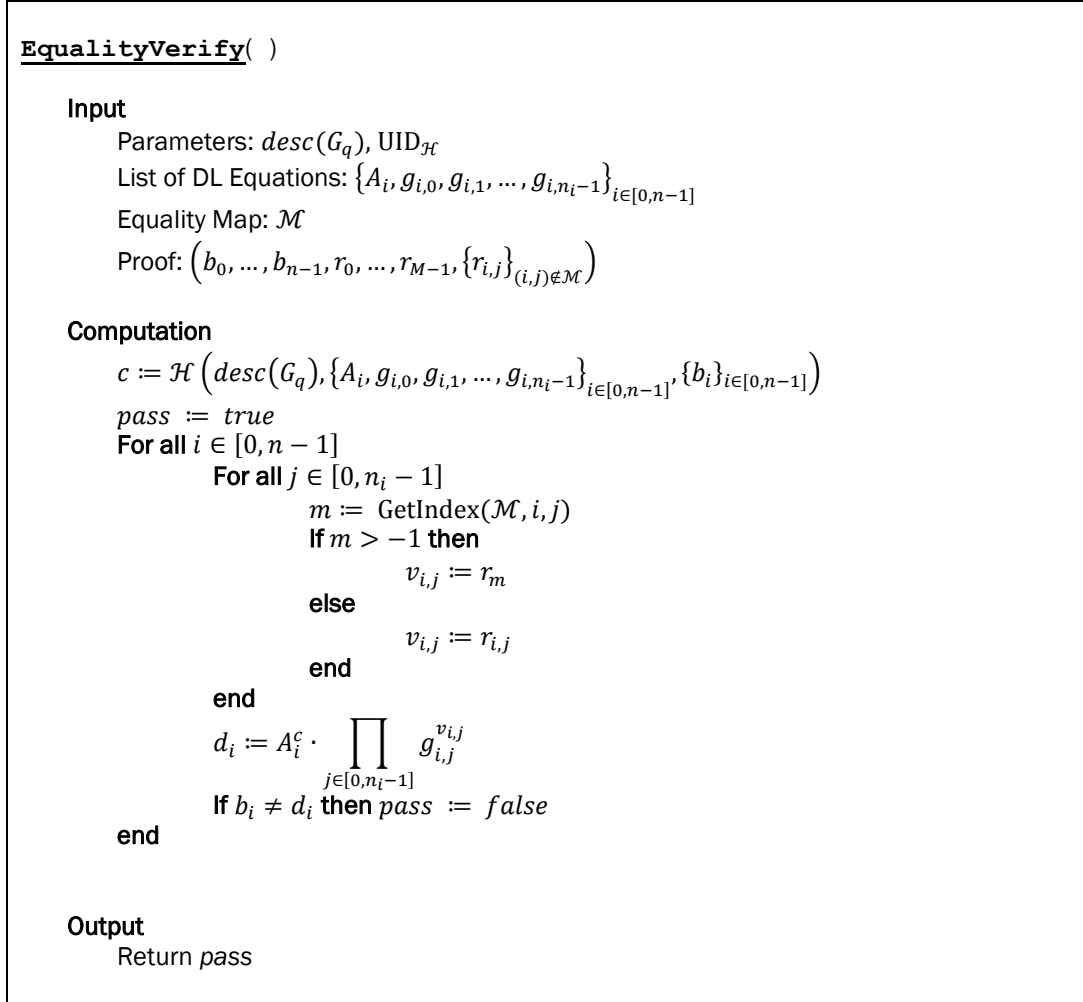 EqualityVerify( )
Input
Parameters: desc(G_q), UID_ℋ
List of DL Equations: {A_i, g_{i,0}, g_{i,1}, … , g_{i,n_i−1}}_{i∈[0,n−1]}
Equality Map: ℳ
Proof: (b_0, … , b_{n−1}, r_0, … , r_{M−1}, {r_{i,j}}_{(i,j)∉ℳ})
Computation
c ≔ ℋ (desc(G_q), {A_i, g_{i,0}, g_{i,1}, … , g_{i,n_i−1}}_{i∈[0,n−1]}, {b_i}_{i∈[0,n−1]})
pass ≔ true
For all i ∈ [0, n − 1]
For all j ∈ [0, n_i − 1]
m ≔ GetIndex(ℳ, i, j)
If m > −1 then
v_{i,j} ≔ r_m
else
v_{i,j} ≔ r_{i,j}
end
end
d_i ≔ A_i^c · ∏_{j∈[0,n_i−1]} g_{i,j}^{v_{i,j}}
If b_i ≠ d_i then pass ≔ false
end
Output
Return pass